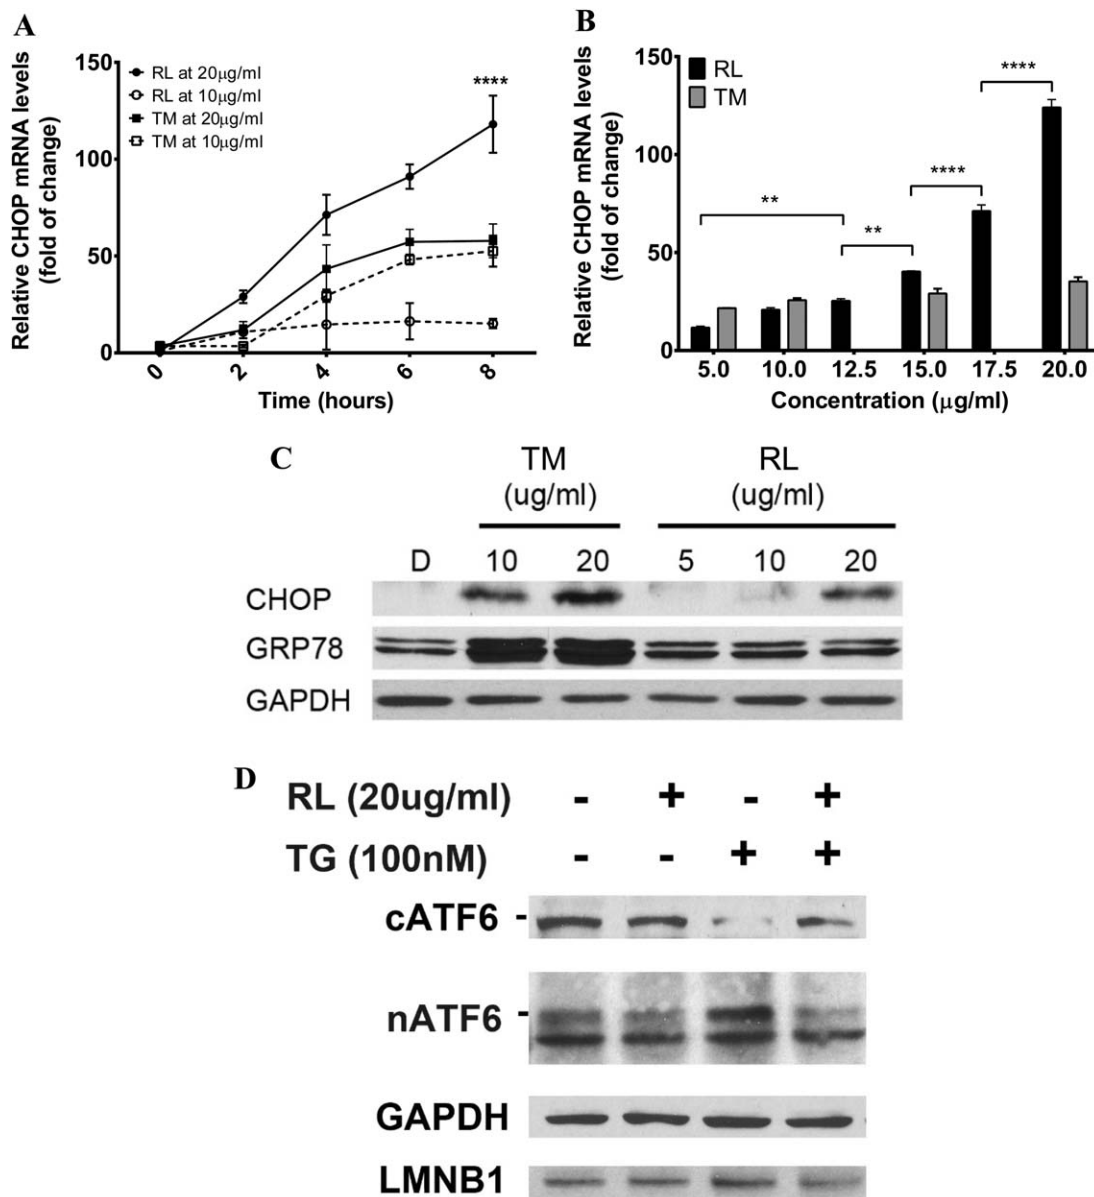 A
Relative CHOP mRNA levels
(fold of change)
150
100
50
0
RL at 20μg/ml
RL at 10μg/ml
TM at 20μg/ml
TM at 10μg/ml
****
0 2 4 6 8
Time (hours)
B
Relative CHOP mRNA levels
(fold of change)
150
100
50
0
RL
TM
**
**
****
****
5.0 10.0 12.5 15.0 17.5 20.0
Concentration (μg/ml)
C
TM RL
(ug/ml) (ug/ml)
D 10 20 5 10 20
CHOP
GRP78
GAPDH
D
RL (20ug/ml) - + - +
TG (100nM) - - + +
cATF6 -
nATF6 -
GAPDH
LMNB1